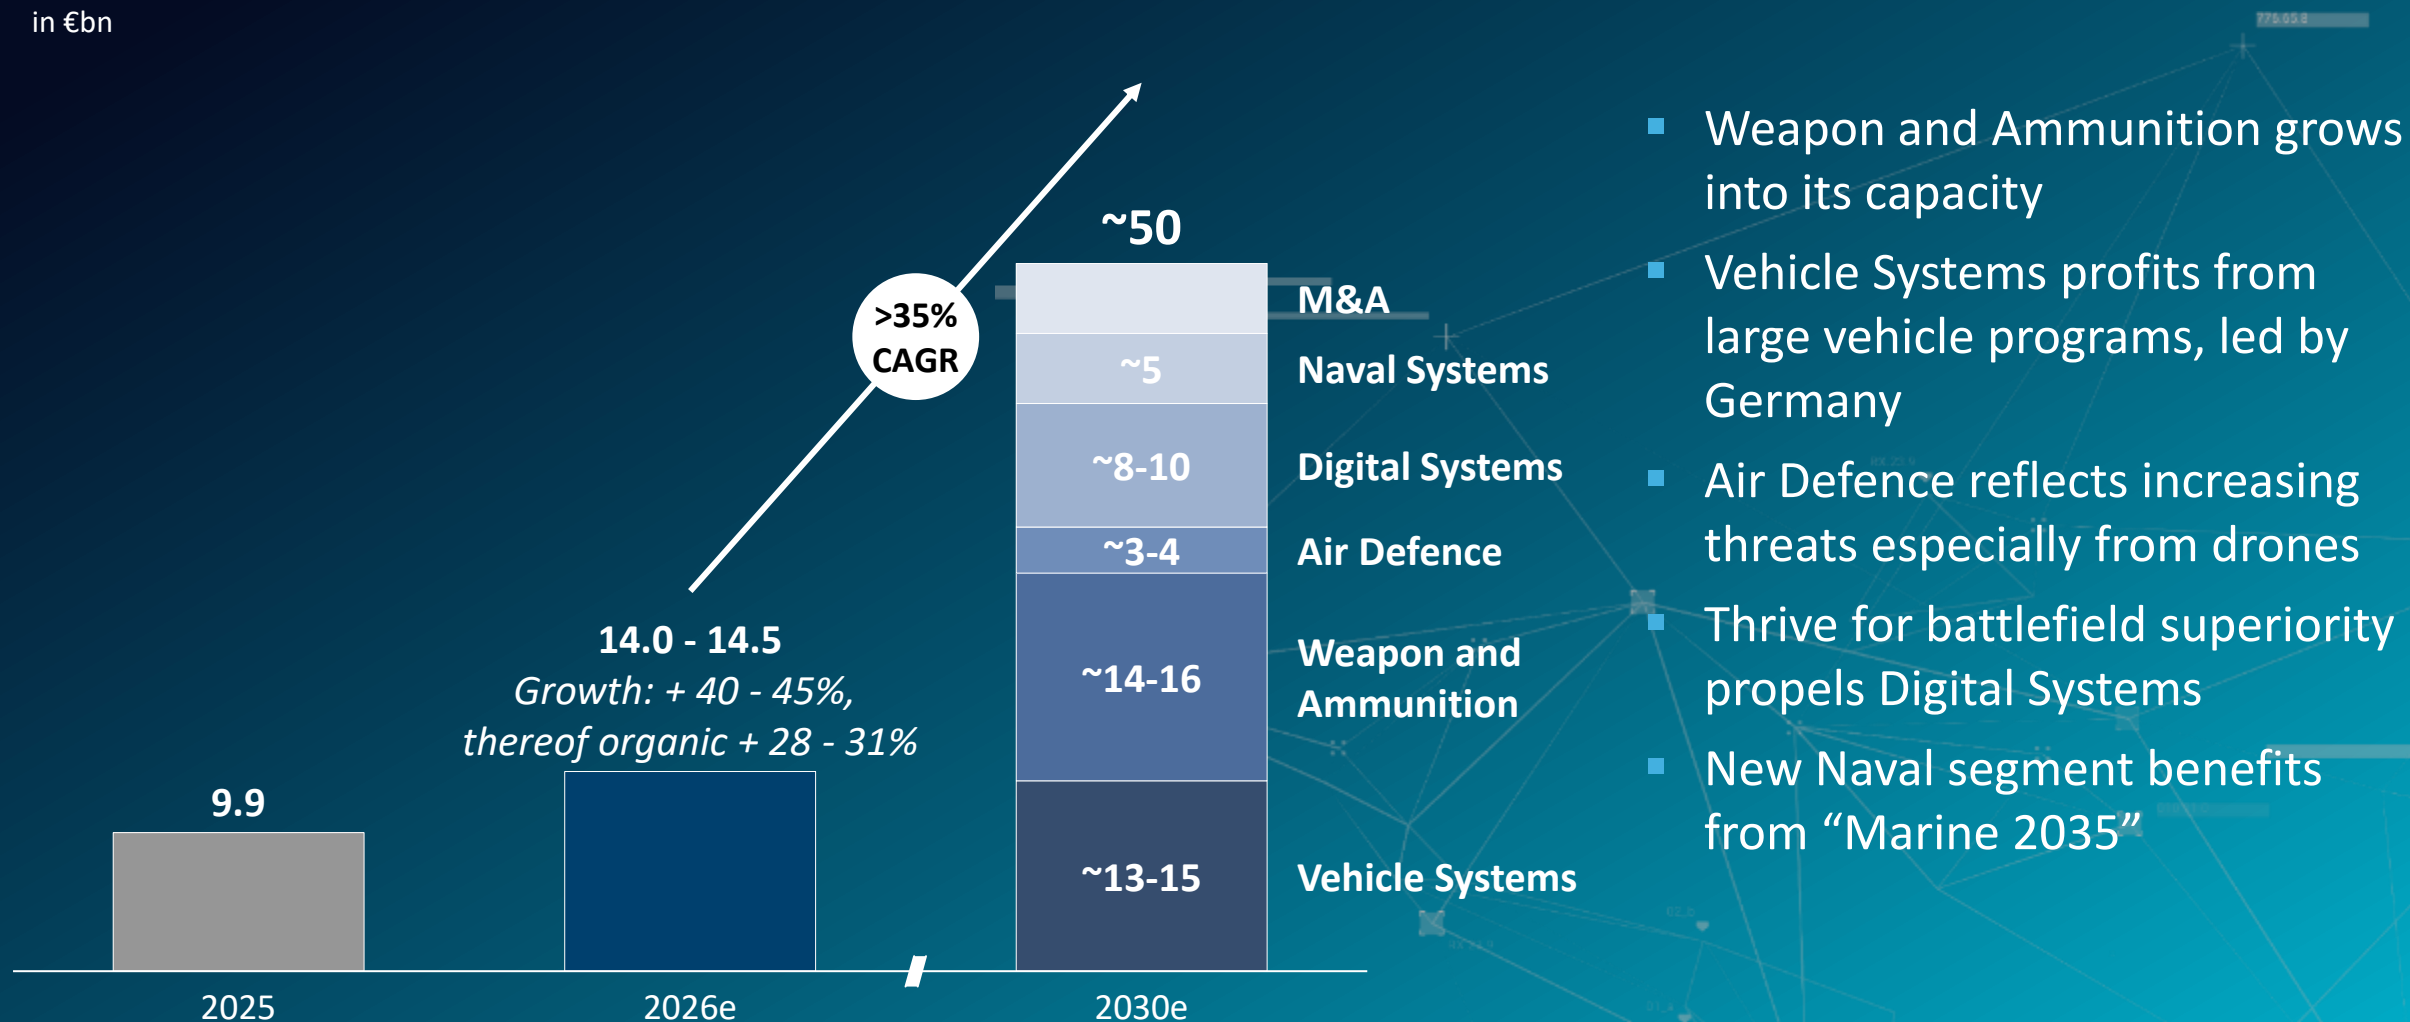 in €bn
776.65.8
>35%
CAGR
~50
M&A
~5
Naval Systems
~8-10
Digital Systems
~3-4
Air Defence
~14-16
Weapon and
Ammunition
~13-15
Vehicle Systems
14.0 - 14.5
Growth: + 40 - 45%,
thereof organic + 28 - 31%
9.9
2025
2026e
2030e
Weapon and Ammunition grows
into its capacity
Vehicle Systems profits from
large vehicle programs, led by
Germany
Air Defence reflects increasing
threats especially from drones
Thrive for battlefield superiority
propels Digital Systems
New Naval segment benefits
from “Marine 2035”